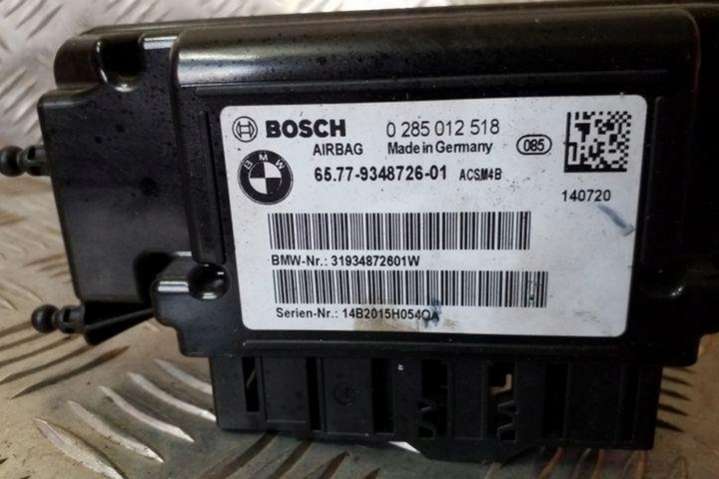 BOSCH 0 285 012 518
AIRBAG Made in Germany 085
BMW 65.77-9348726-01 ACSM4B
140720
BMW-Nr.: 31934872601W
Serien-Nr.: 14B2015H054QA